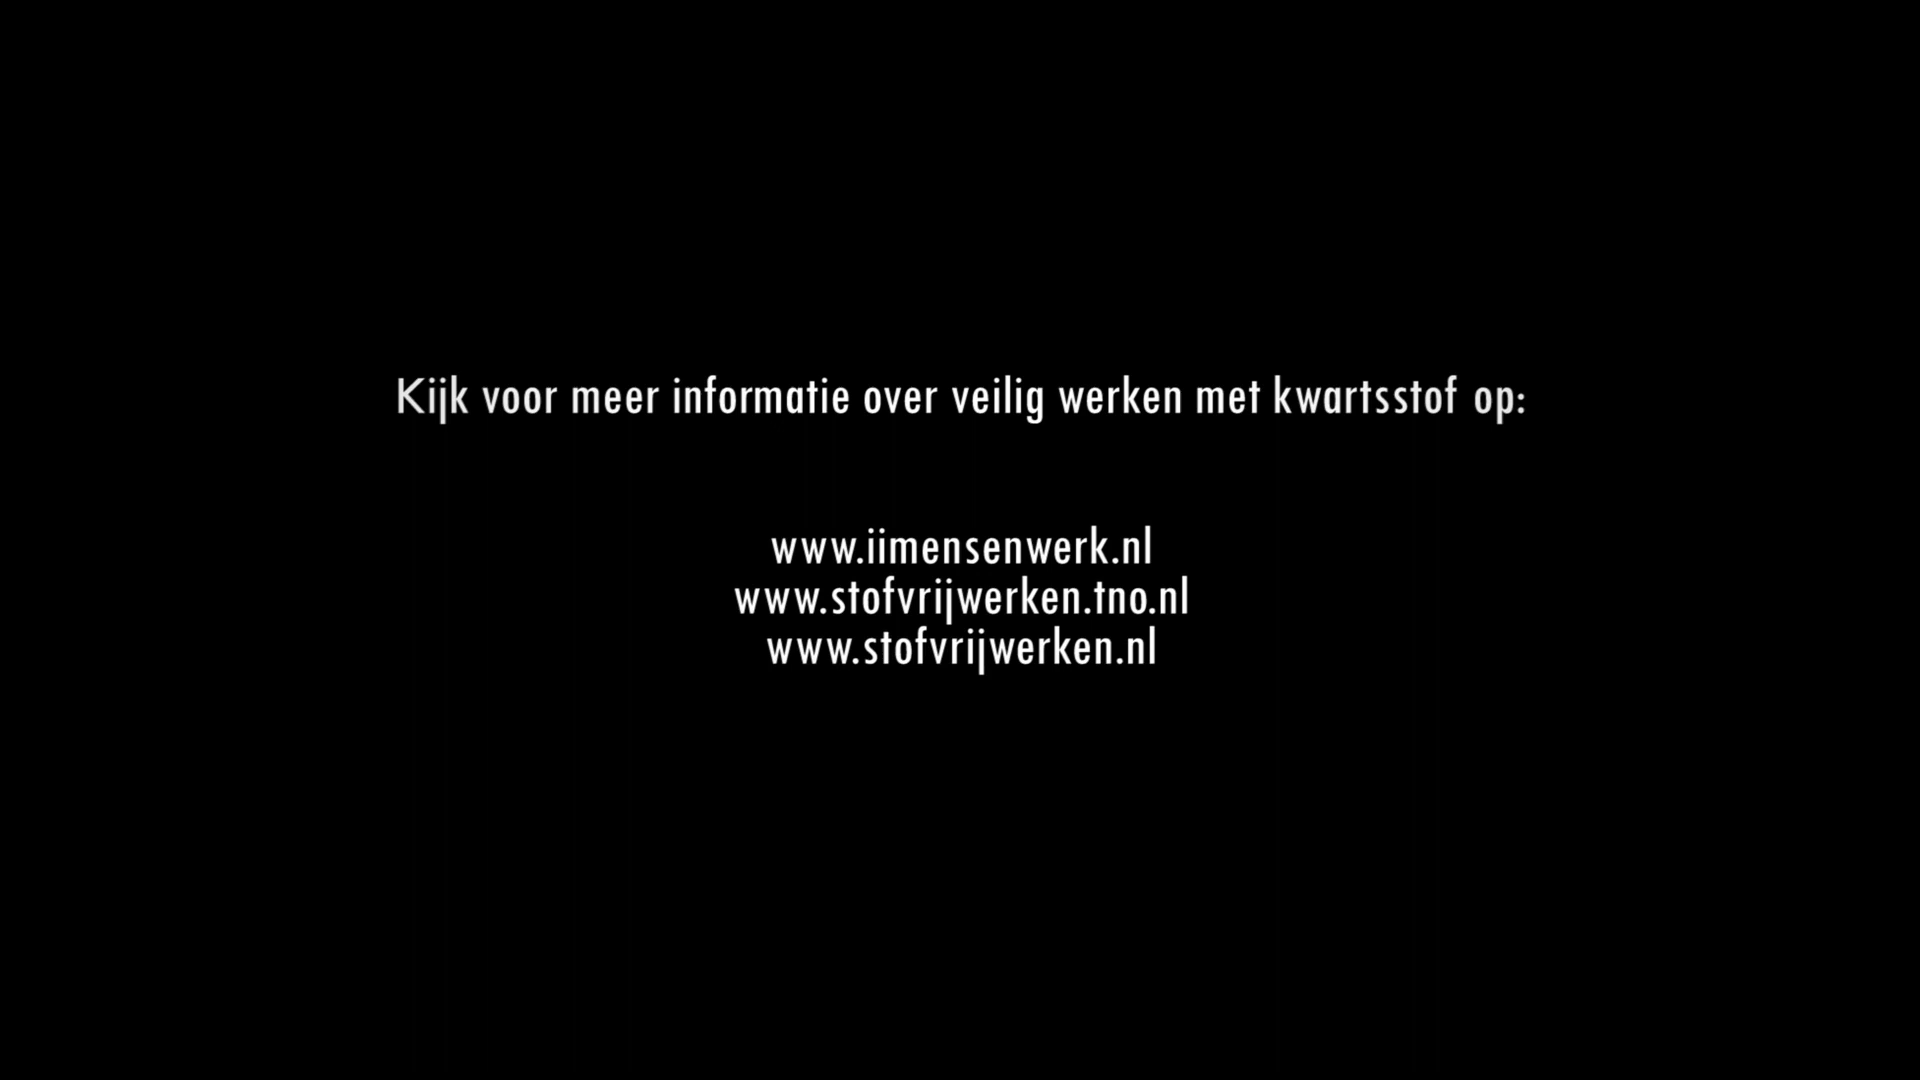 Kijk voor meer informatie over veilig werken met kwartsstof op:
www.iimensenwerk.nl
www.stofvrijwerken.tno.nl
www.stofvrijwerken.nl